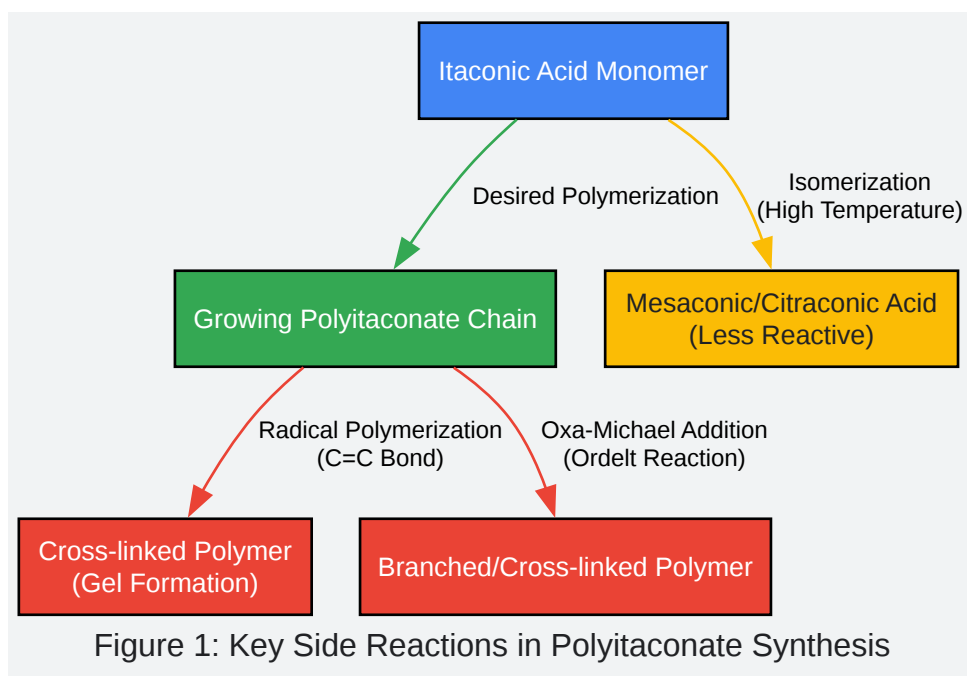 Itaconic Acid Monomer
Desired Polymerization
Isomerization
(High Temperature)
Growing Polyitaconate Chain
Mesaconic/Citraconic Acid
(Less Reactive)
Radical Polymerization
(C=C Bond)
Oxa-Michael Addition
(Ordelt Reaction)
Cross-linked Polymer
(Gel Formation)
Branched/Cross-linked Polymer
Figure 1: Key Side Reactions in Polyitaconate Synthesis